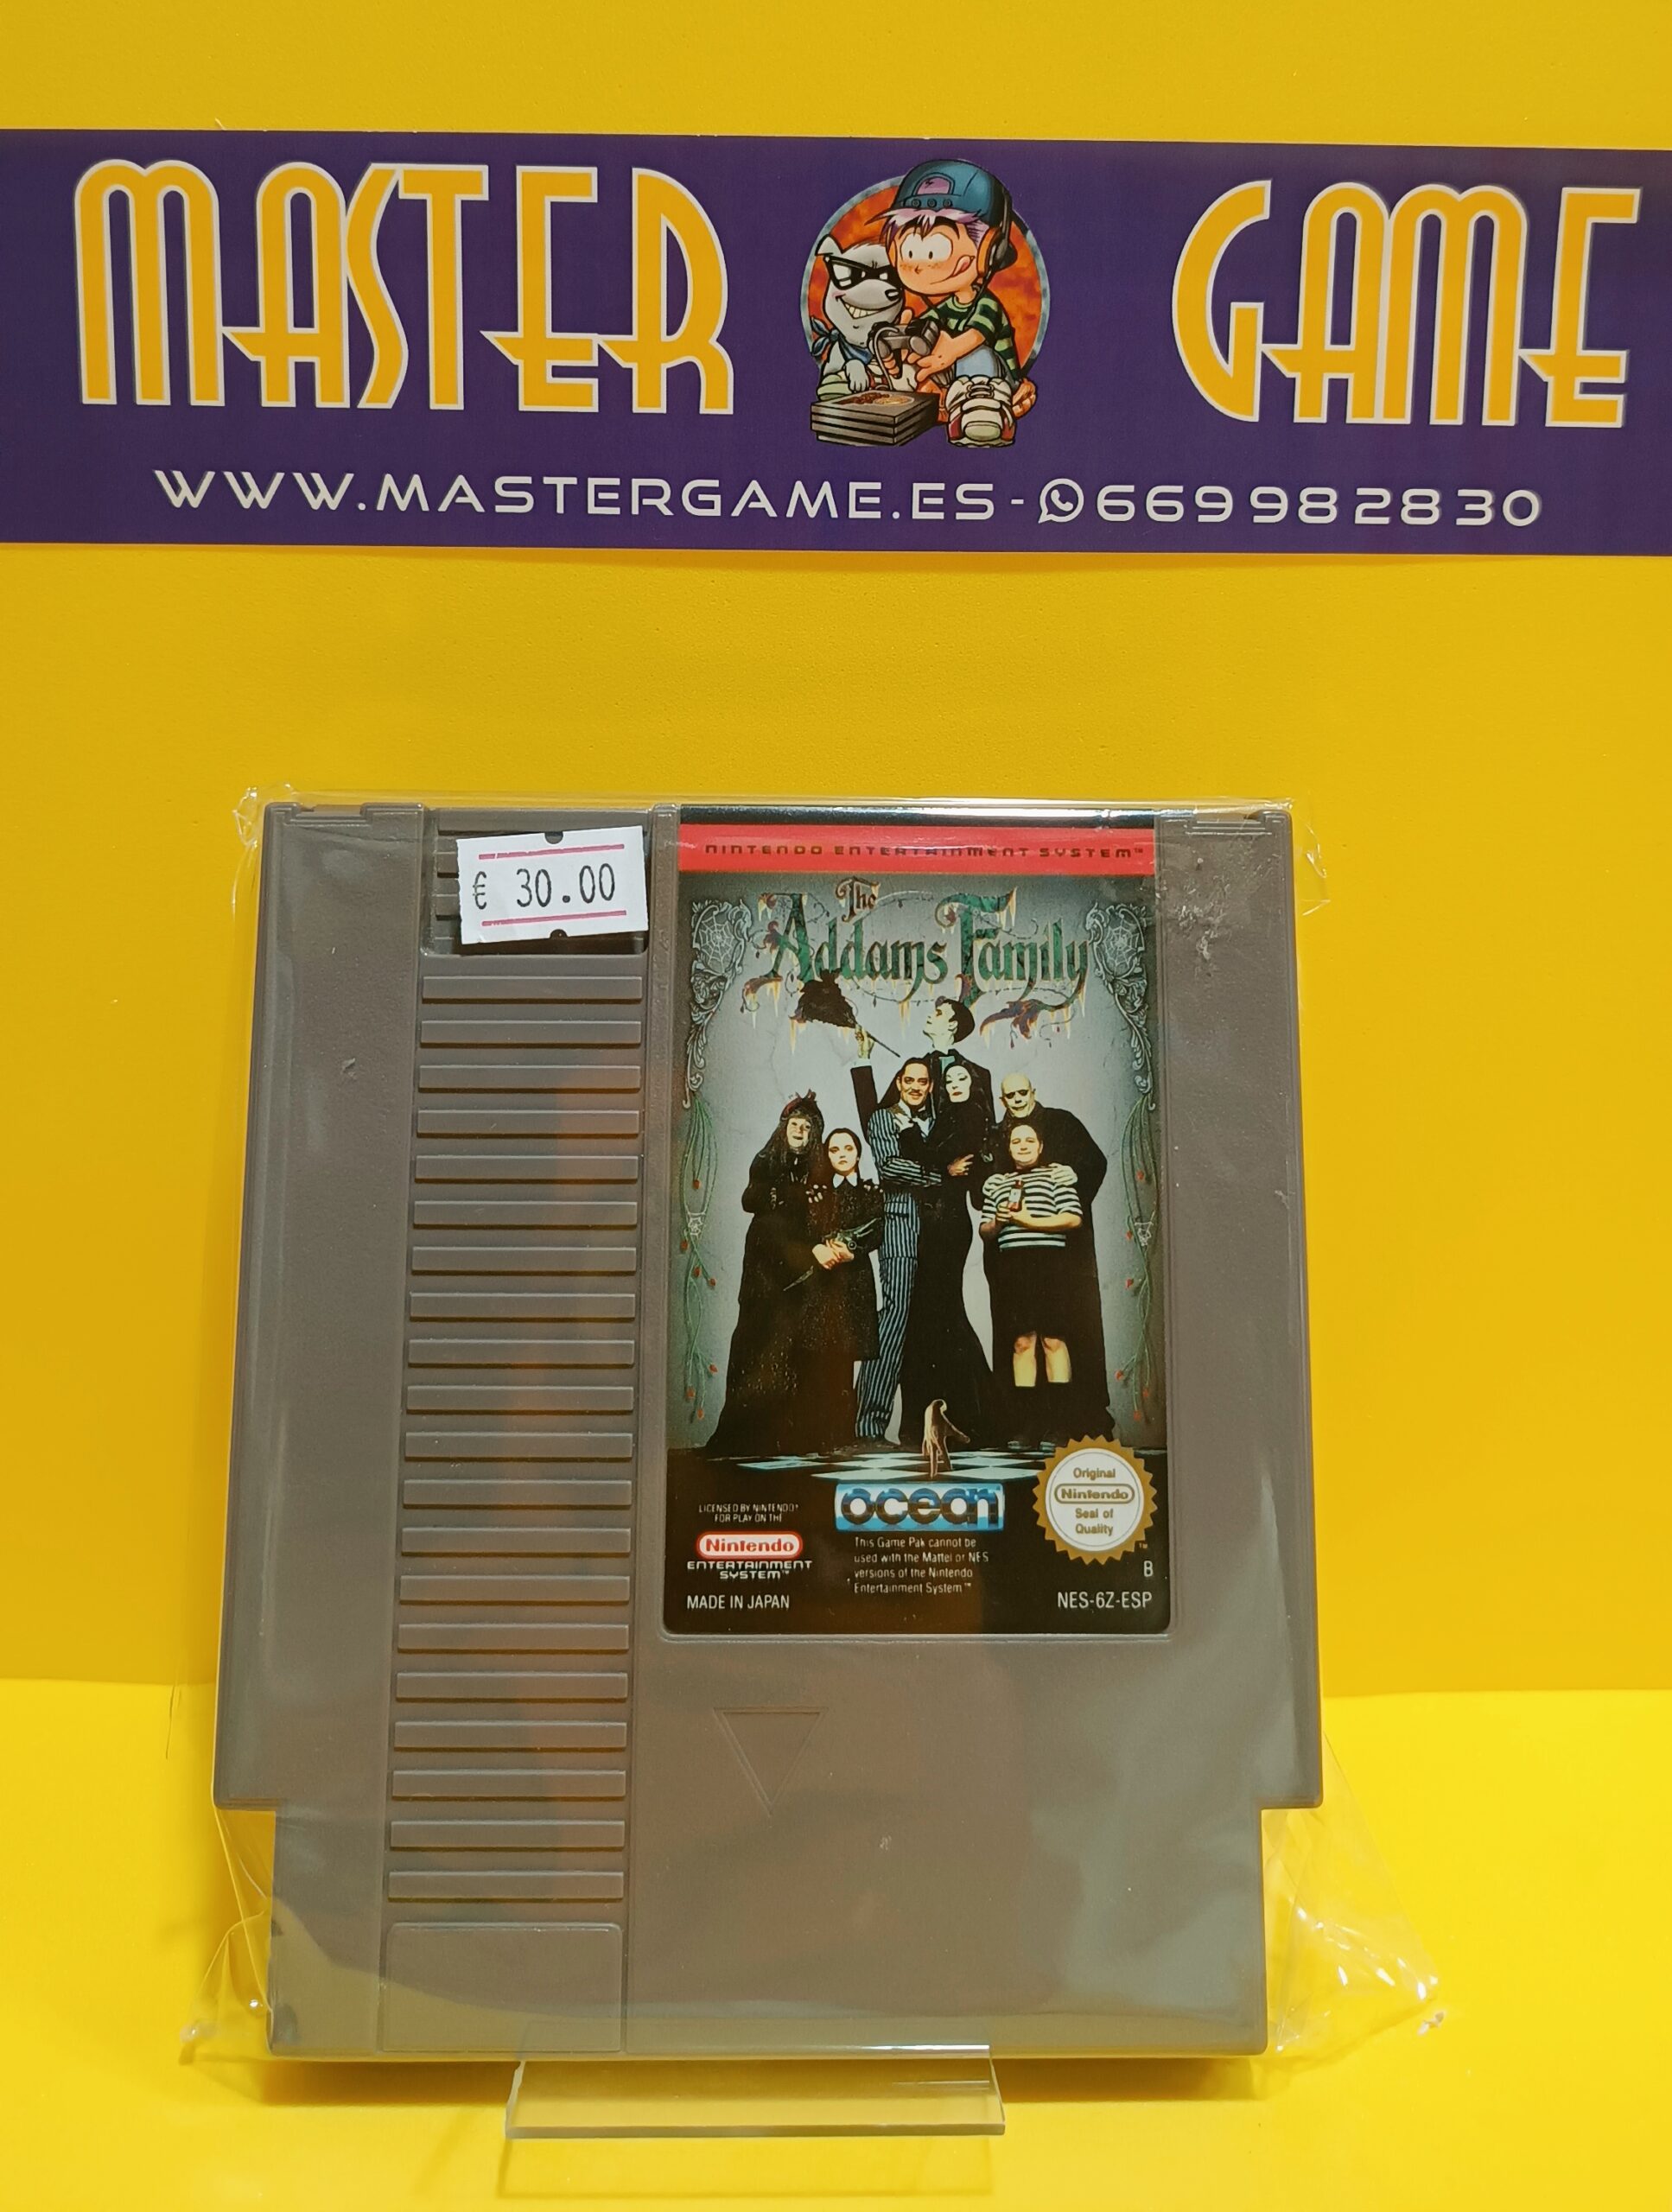 MASTER GAME
WWW.MASTERGAME.ES - 669982830
€ 30.00
NINTENDO ENTERTAINMENT SYSTEM™
The
Addams Family
ocean
Original
Nintendo
Seal of
Quality
™
LICENSED BY NINTENDO®
FOR PLAY ON THE
Nintendo
ENTERTAINMENT
SYSTEM™
This Game Pak cannot be
used with the Mattel or NES
versions of the Nintendo
Entertainment System™
B
MADE IN JAPAN
NES-6Z-ESP